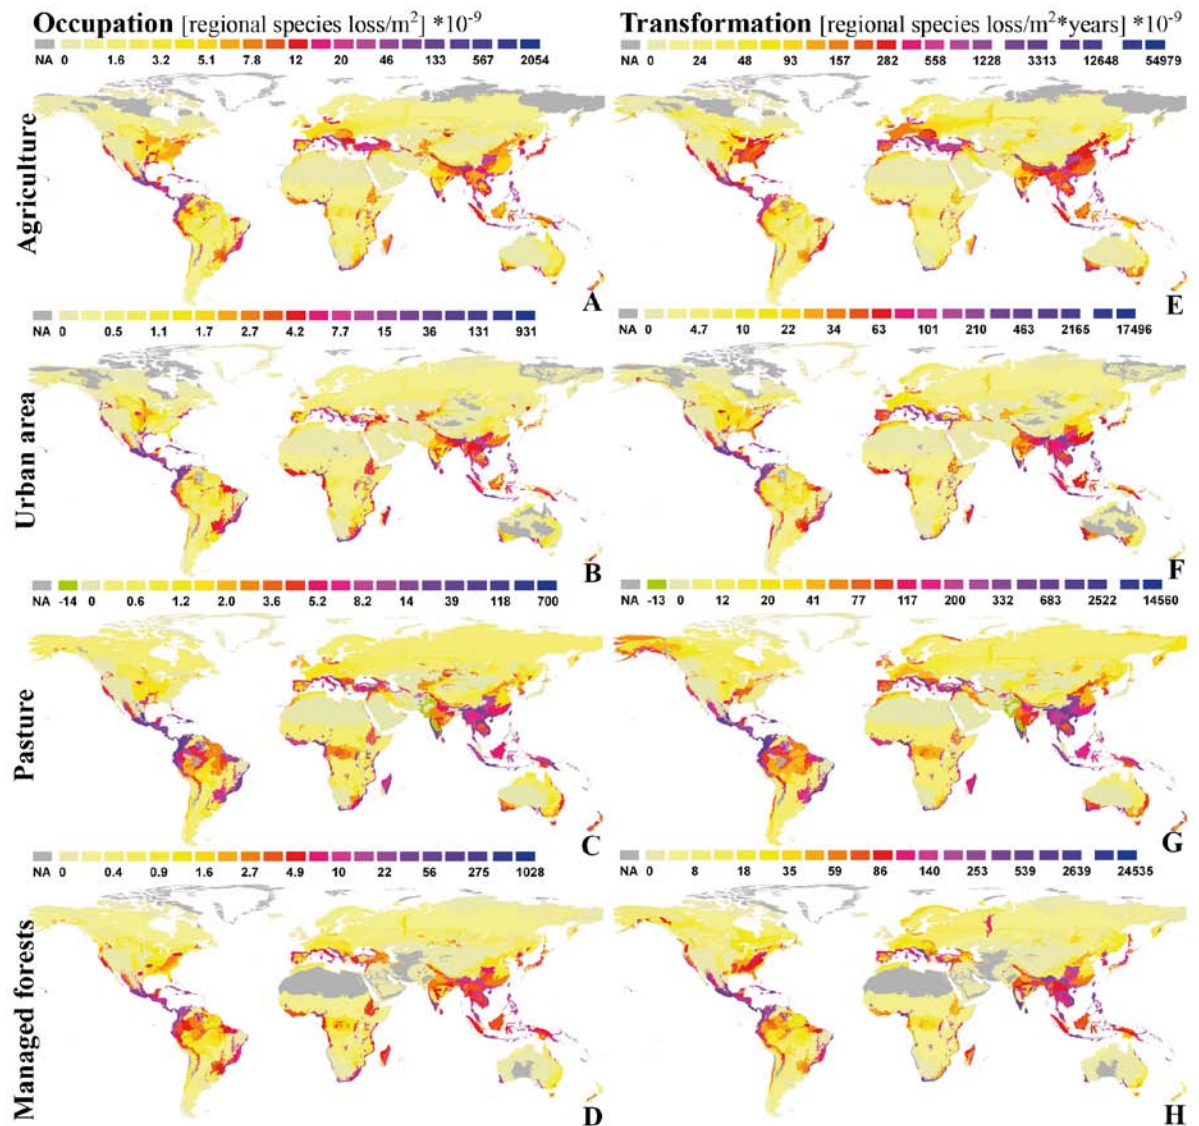 Occupation [regional species loss/m2] *10-9
Transformation [regional species loss/m2*years] *10-9
NA 0 1.6 3.2 5.1 7.8 12 20 46 133 567 2054
NA 0 24 48 93 157 282 558 1228 3313 12648 54979
Agriculture
A
E
NA 0 0.5 1.1 1.7 2.7 4.2 7.7 15 36 131 931
NA 0 4.7 10 22 34 63 101 210 463 2165 17496
Urban area
B
F
NA -14 0 0.6 1.2 2.0 3.6 5.2 8.2 14 39 118 700
NA -13 0 12 20 41 77 117 200 332 683 2522 14560
Pasture
C
G
NA 0 0.4 0.9 1.6 2.7 4.9 10 22 56 275 1028
NA 0 8 18 35 59 86 140 253 539 2639 24535
Managed forests
D
H